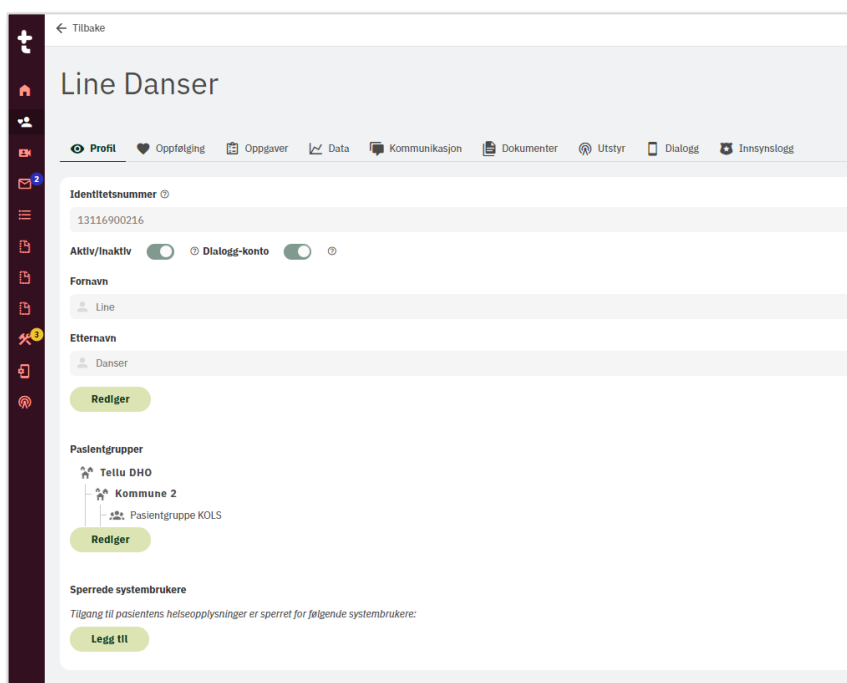 Tilbake
Line Danser
Profil Oppfølging Oppgaver Data Kommunikasjon Dokumenter Utstyr Dialogg Innsynslogg
2
3
Identitetsnummer
13116900216
Aktiv/Inaktiv Dialogg-konto
Fornavn
Line
Etternavn
Danser
Rediger
Pasientgrupper
Tellu DHO
Kommune 2
Pasientgruppe KOLS
Rediger
Sperrede systembrukere
Tilgang til pasientens helseopplysninger er sperret for følgende systembrukere:
Legg til